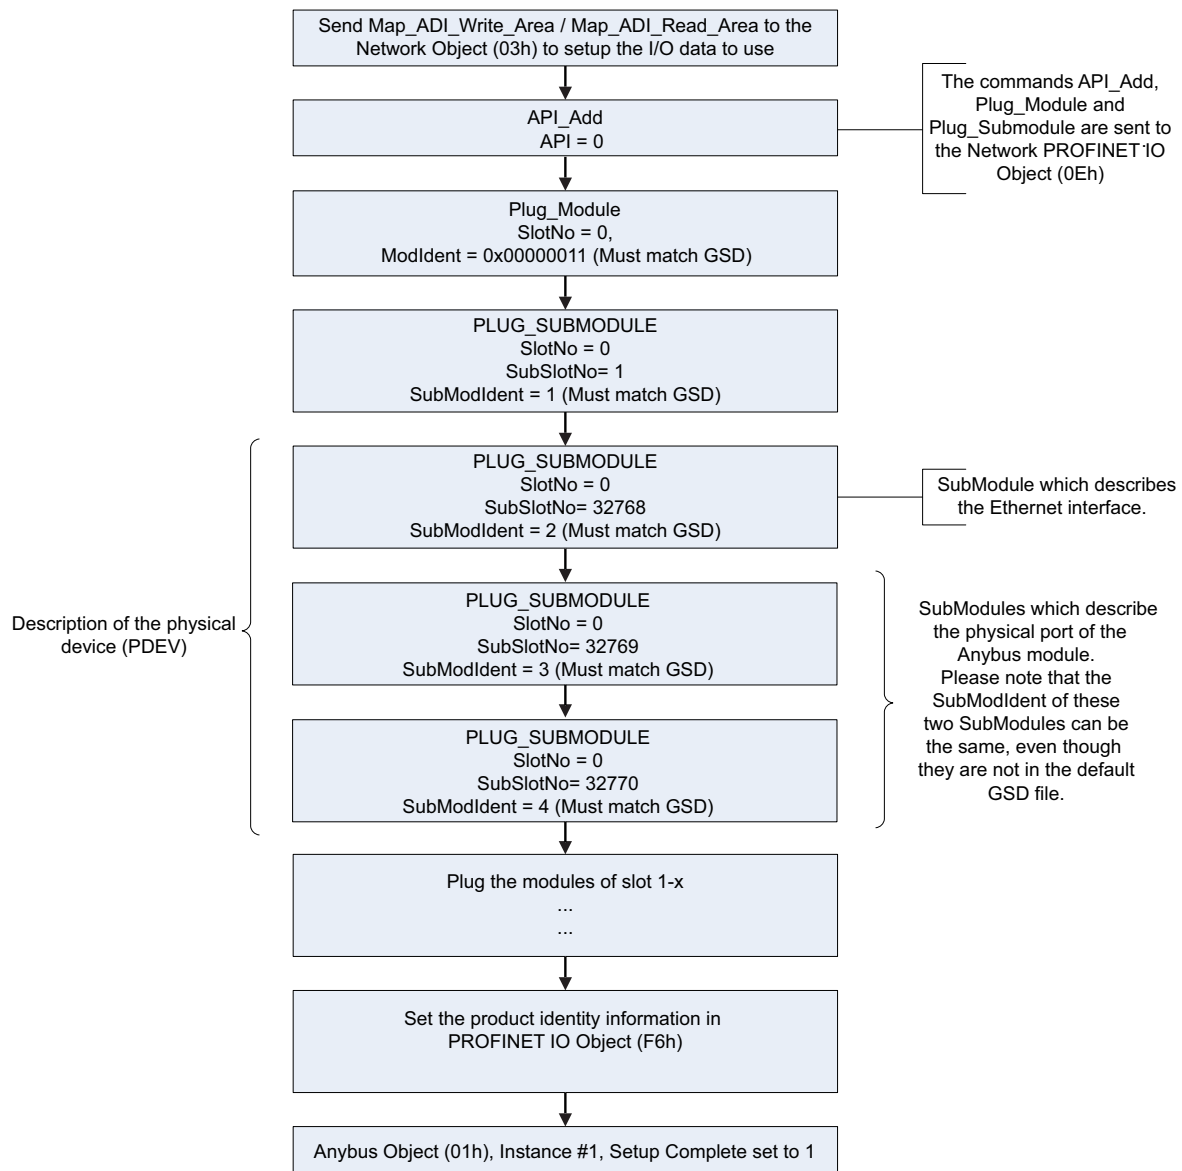 Send Map_ADI_Write_Area / Map_ADI_Read_Area to the
Network Object (03h) to setup the I/O data to use
API_Add
API = 0
The commands API_Add,
Plug_Module and
Plug_Submodule are sent to
the Network PROFINET IO
Object (0Eh)
Plug_Module
SlotNo = 0,
ModIdent = 0x00000011 (Must match GSD)
PLUG_SUBMODULE
SlotNo = 0
SubSlotNo= 1
SubModIdent = 1 (Must match GSD)
PLUG_SUBMODULE
SlotNo = 0
SubSlotNo= 32768
SubModIdent = 2 (Must match GSD)
SubModule which describes
the Ethernet interface.
Description of the physical
device (PDEV)
PLUG_SUBMODULE
SlotNo = 0
SubSlotNo= 32769
SubModIdent = 3 (Must match GSD)
PLUG_SUBMODULE
SlotNo = 0
SubSlotNo= 32770
SubModIdent = 4 (Must match GSD)
SubModules which describe
the physical port of the
Anybus module.
Please note that the
SubModIdent of these
two SubModules can be
the same, even though
they are not in the default
GSD file.
Plug the modules of slot 1-x
...
...
Set the product identity information in
PROFINET IO Object (F6h)
Anybus Object (01h), Instance #1, Setup Complete set to 1